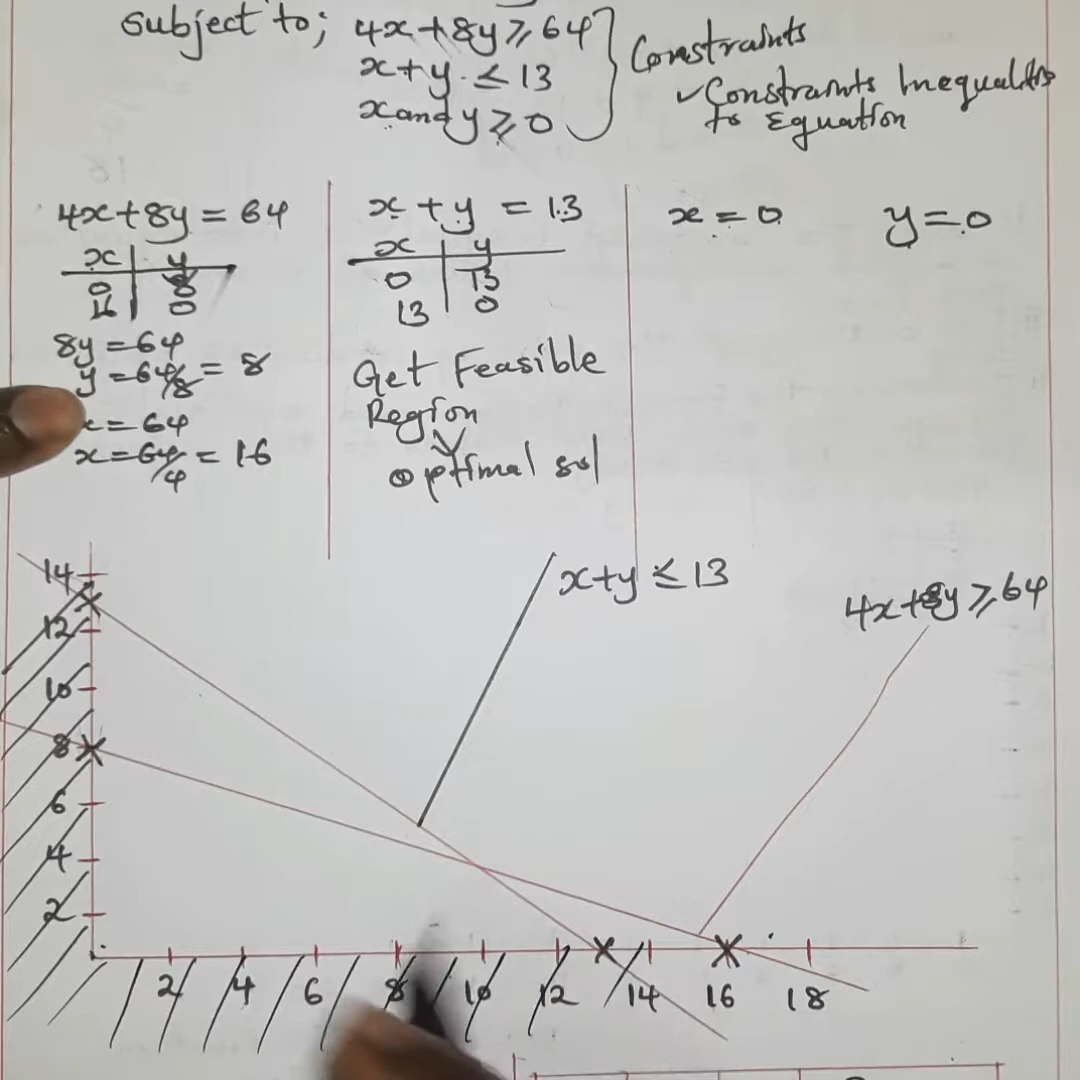 Subject to; 4x+8y ≥ 64
x+y ≤ 13
x and y ≥ 0
Constraints
✓Constraints Inequalities
to Equation
4x+8y = 64
x y
0 8
16 0
8y = 64
y = 64/8 = 8
= 64
x = 64/4 = 16
x + y = 13
x y
0 13
13 0
Get Feasible
Region
optimal sol
x = 0
y = 0
x+y ≤ 13
4x+8y ≥ 64
14
12
10
8
6
4
2
2 4 6 8 10 12 14 16 18